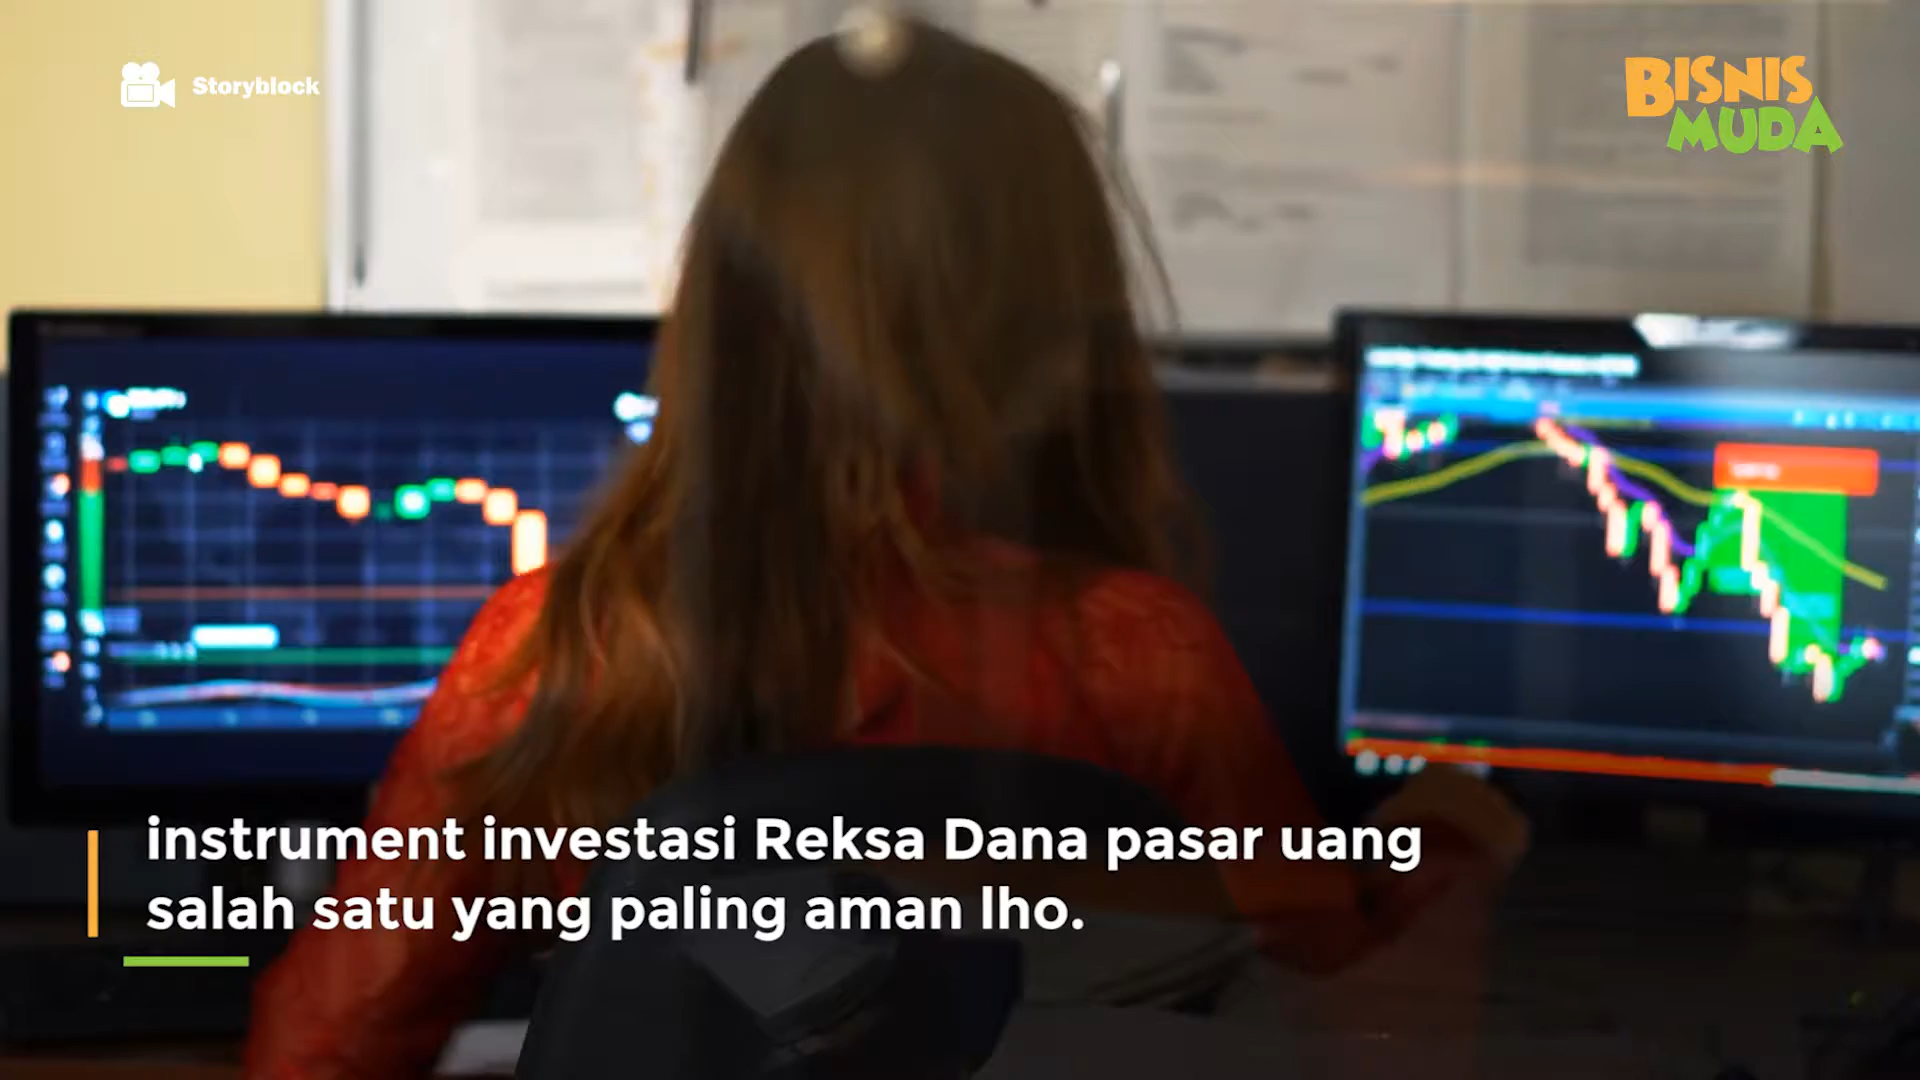 Storyblock
BISNIS
MUDA
instrument investasi Reksa Dana pasar uang
salah satu yang paling aman lho.